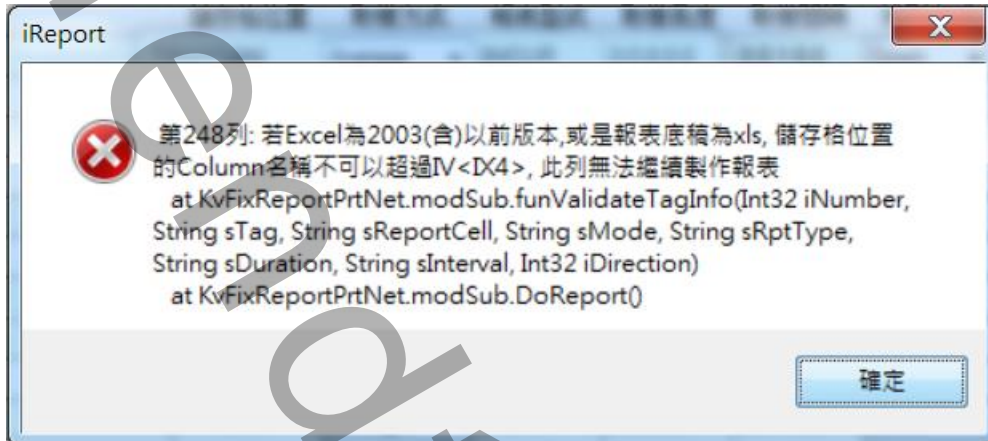 iReport
第248列: 若Excel為2003(含)以前版本,或是報表底稿為xls, 儲存格位置
的Column名稱不可以超過IV<IX4>, 此列無法繼續製作報表
at KvFixReportPrtNet.modSub.funValidateTagInfo(Int32 iNumber,
String sTag, String sReportCell, String sMode, String sRptType,
String sDuration, String sInterval, Int32 iDirection)
at KvFixReportPrtNet.modSub.DoReport()
確定